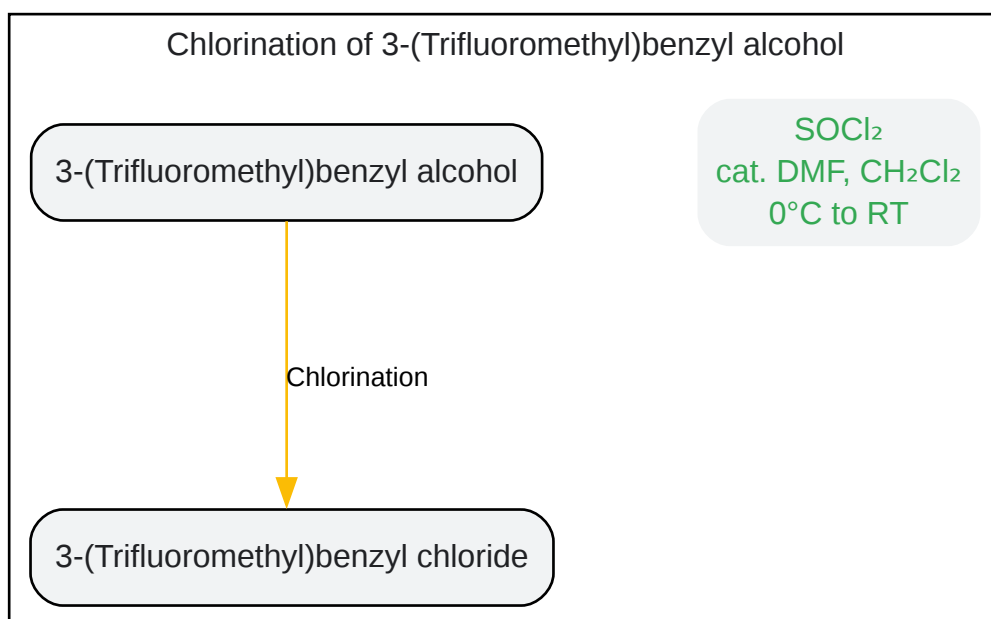 Chlorination of 3-(Trifluoromethyl)benzyl alcohol
3-(Trifluoromethyl)benzyl alcohol
SOCl₂
cat. DMF, CH₂Cl₂
0°C to RT
Chlorination
3-(Trifluoromethyl)benzyl chloride